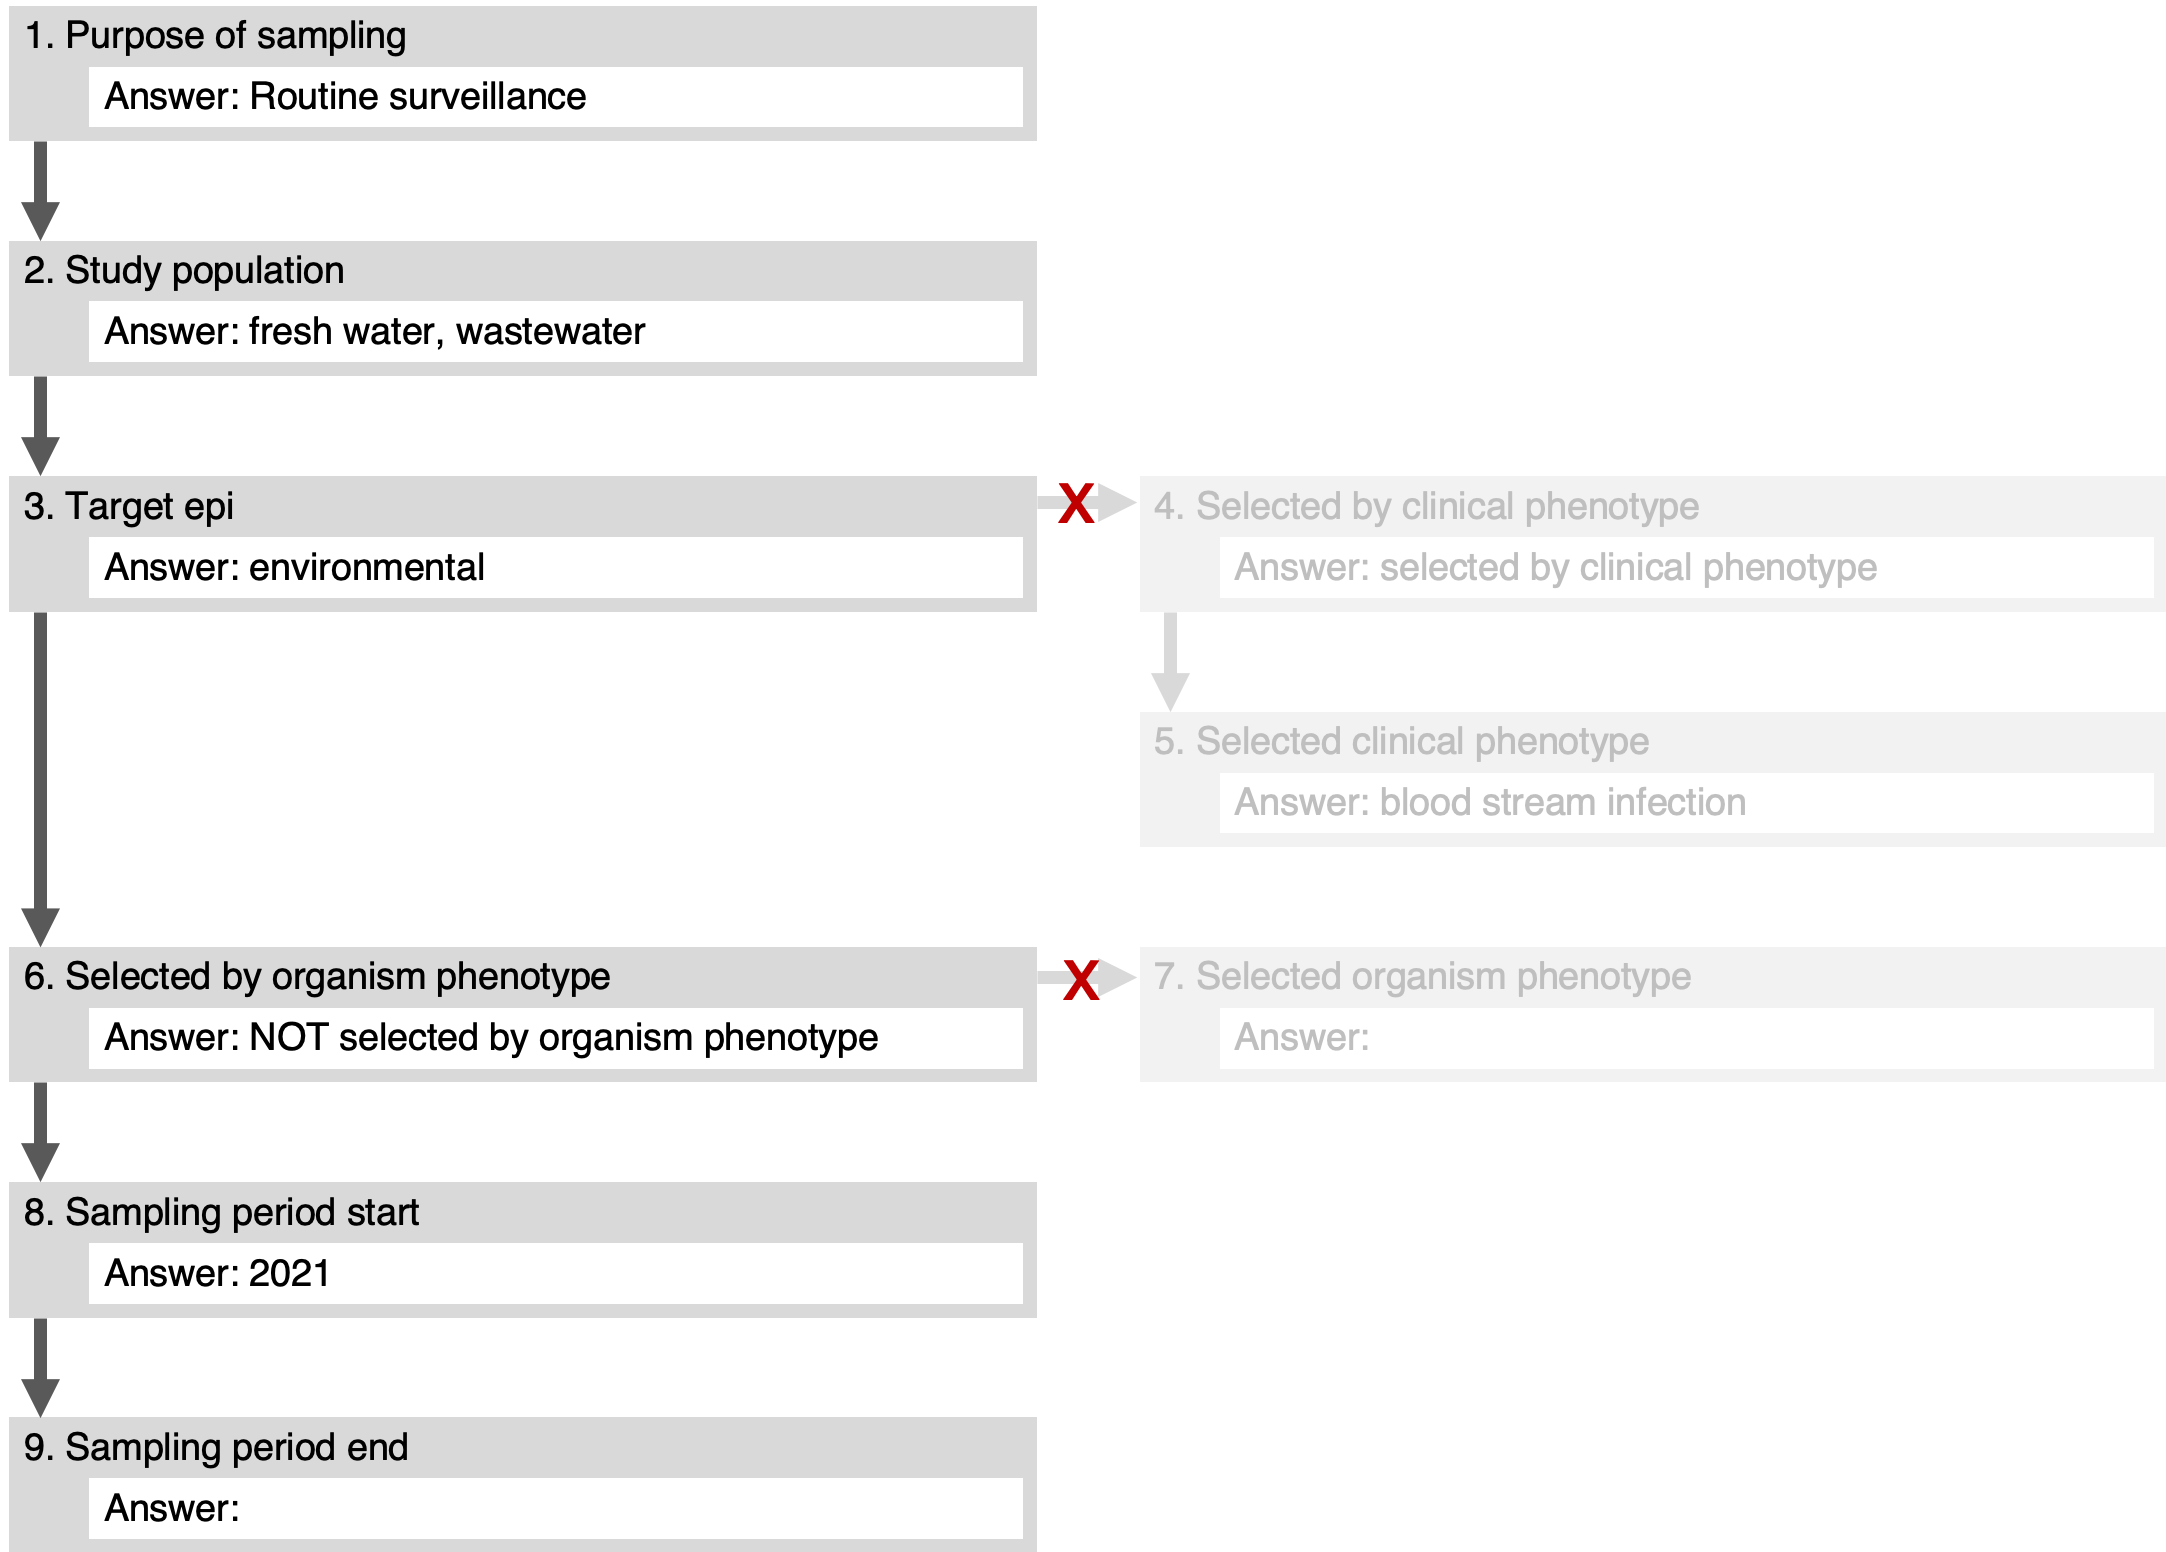 1. Purpose of sampling
Answer: Routine surveillance
2. Study population
Answer: fresh water, wastewater
3. Target epi
Answer: environmental
X
4. Selected by clinical phenotype
Answer: selected by clinical phenotype
5. Selected clinical phenotype
Answer: blood stream infection
6. Selected by organism phenotype
Answer: NOT selected by organism phenotype
X
7. Selected organism phenotype
Answer:
8. Sampling period start
Answer: 2021
9. Sampling period end
Answer: